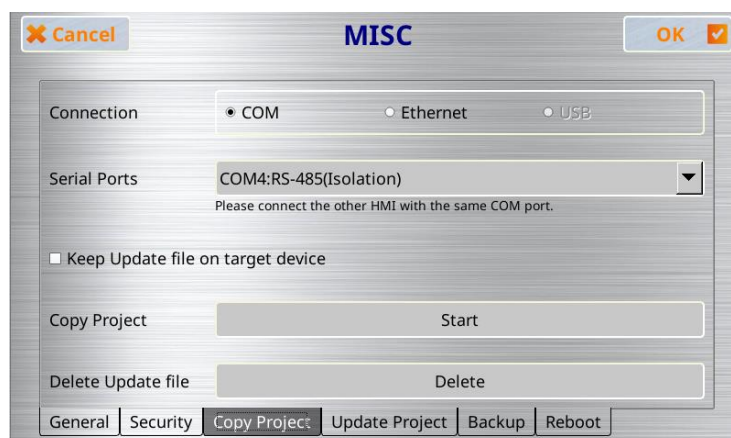 Cancel
MISC
OK
Connection
COM
Ethernet
USB
Serial Ports
COM4:RS-485(Isolation)
Please connect the other HMI with the same COM port.
Keep Update file on target device
Copy Project
Start
Delete Update file
Delete
General Security Copy Project Update Project Backup Reboot